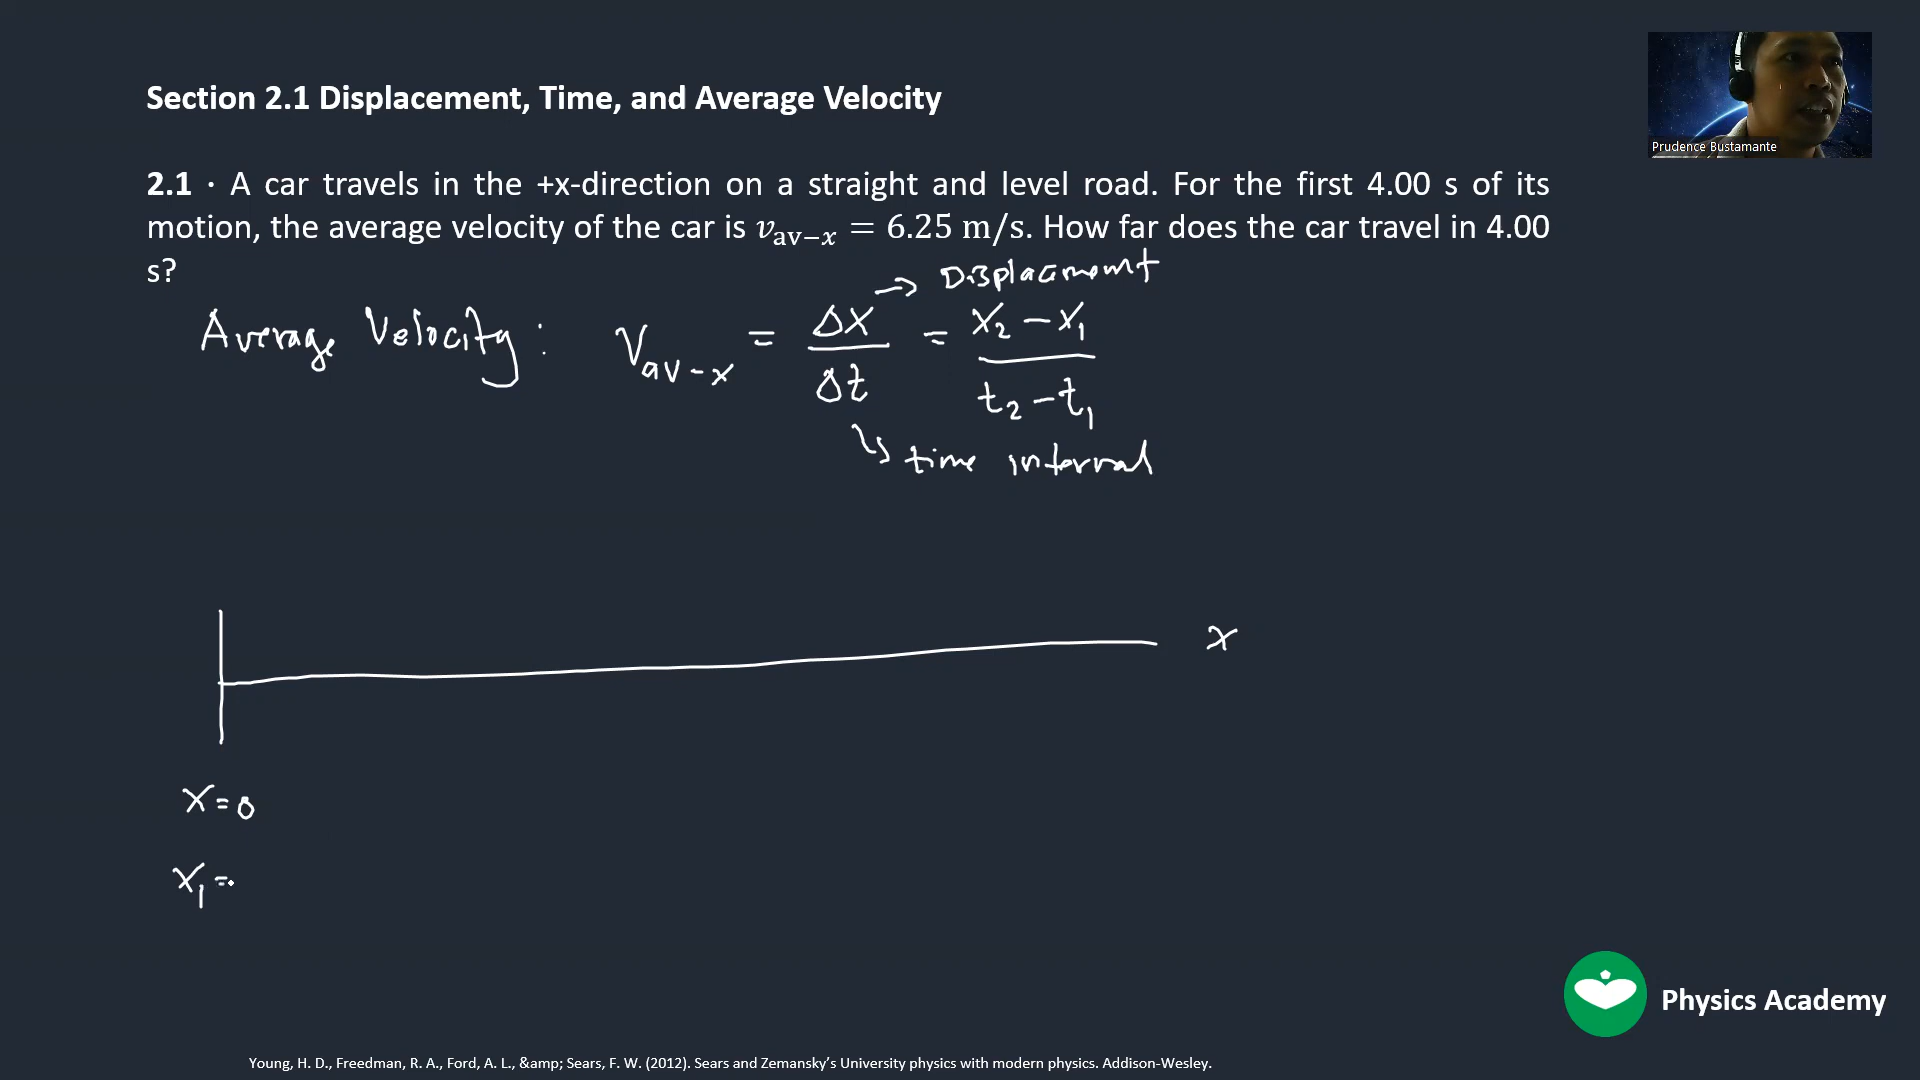 Section 2.1 Displacement, Time, and Average Velocity
Prudence Bustamante
2.1 · A car travels in the +x-direction on a straight and level road. For the first 4.00 s of its
motion, the average velocity of the car is v_av−x = 6.25 m/s. How far does the car travel in 4.00
s?
→ Displacement
Average Velocity : V_av-x = Δx/Δt = (x₂ - x₁)/(t₂ - t₁)
↳ time interval
x
x = 0
x₁ =
Physics Academy
Young, H. D., Freedman, R. A., Ford, A. L., &amp; Sears, F. W. (2012). Sears and Zemansky’s University physics with modern physics. Addison-Wesley.